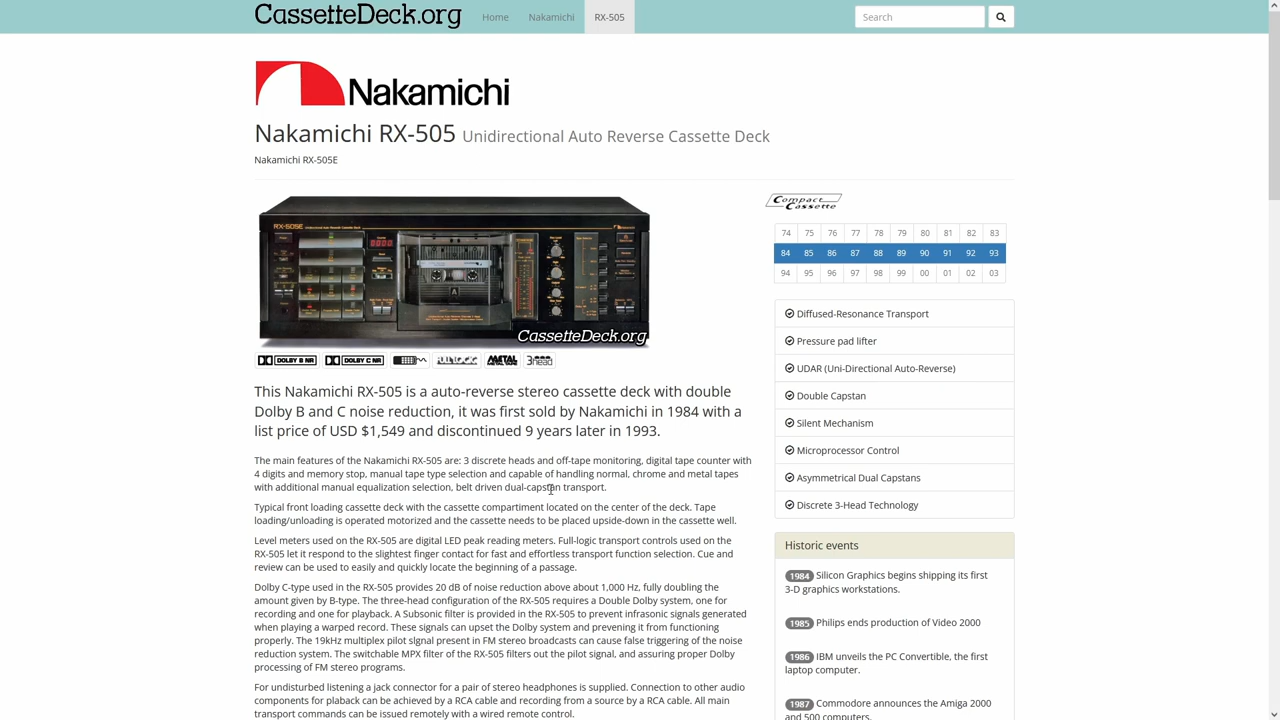 CassetteDeck.org Home Nakamichi RX-505 Search
Nakamichi
Nakamichi RX-505 Unidirectional Auto Reverse Cassette Deck
Nakamichi RX-505E
RX-505E
CassetteDeck.org
DOLBY B NR DOLBY C NR METAL 3head
This Nakamichi RX-505 is a auto-reverse stereo cassette deck with double
Dolby B and C noise reduction, it was first sold by Nakamichi in 1984 with a
list price of USD $1,549 and discontinued 9 years later in 1993.
The main features of the Nakamichi RX-505 are: 3 discrete heads and off-tape monitoring, digital tape counter with
4 digits and memory stop, manual tape type selection and capable of handling normal, chrome and metal tapes
with additional manual equalization selection, belt driven dual-capstan transport.
Typical front loading cassette deck with the cassette compartment located on the center of the deck. Tape
loading/unloading is operated motorized and the cassette needs to be placed upside-down in the cassette well.
Level meters used on the RX-505 are digital LED peak reading meters. Full-logic transport controls used on the
RX-505 let it respond to the slightest finger contact for fast and effortless transport function selection. Cue and
review can be used to easily and quickly locate the beginning of a passage.
Dolby C-type used in the RX-505 provides 20 dB of noise reduction above about 1,000 Hz, fully doubling the
amount given by B-type. The three-head configuration of the RX-505 requires a Double Dolby system, one for
recording and one for playback. A Subsonic filter is provided in the RX-505 to prevent infrasonic signals generated
when playing a warped record. These signals can upset the Dolby system and prevening it from functioning
properly. The 19kHz multiplex pilot sIgnal present in FM stereo broadcasts can cause false triggering of the noise
reduction system. The switchable MPX filter of the RX-505 filters out the pilot signal, and assuring proper Dolby
processing of FM stereo programs.
For undisturbed listening a jack connector for a pair of stereo headphones is supplied. Connection to other audio
components for plaback can be achieved by a RCA cable and recording from a source by a RCA cable. All main
transport commands can be issued remotely with a wired remote control.
Compact
Cassette
74 75 76 77 78 79 80 81 82 83
84 85 86 87 88 89 90 91 92 93
94 95 96 97 98 99 00 01 02 03
Diffused-Resonance Transport
Pressure pad lifter
UDAR (Uni-Directional Auto-Reverse)
Double Capstan
Silent Mechanism
Microprocessor Control
Asymmetrical Dual Capstans
Discrete 3-Head Technology
Historic events
1984 Silicon Graphics begins shipping its first
3-D graphics workstations.
1985 Philips ends production of Video 2000
1986 IBM unveils the PC Convertible, the first
laptop computer.
1987 Commodore announces the Amiga 2000
and 500 computers.